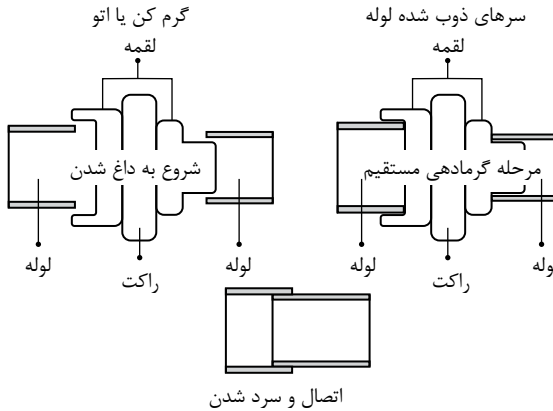 سرهای ذوب شده لوله
لقمه
مرحله گرمادهی مستقیم
لوله
راکت
لوله
گرم کن یا اتو
لقمه
شروع به داغ شدن
لوله
راکت
لوله
اتصال و سرد شدن